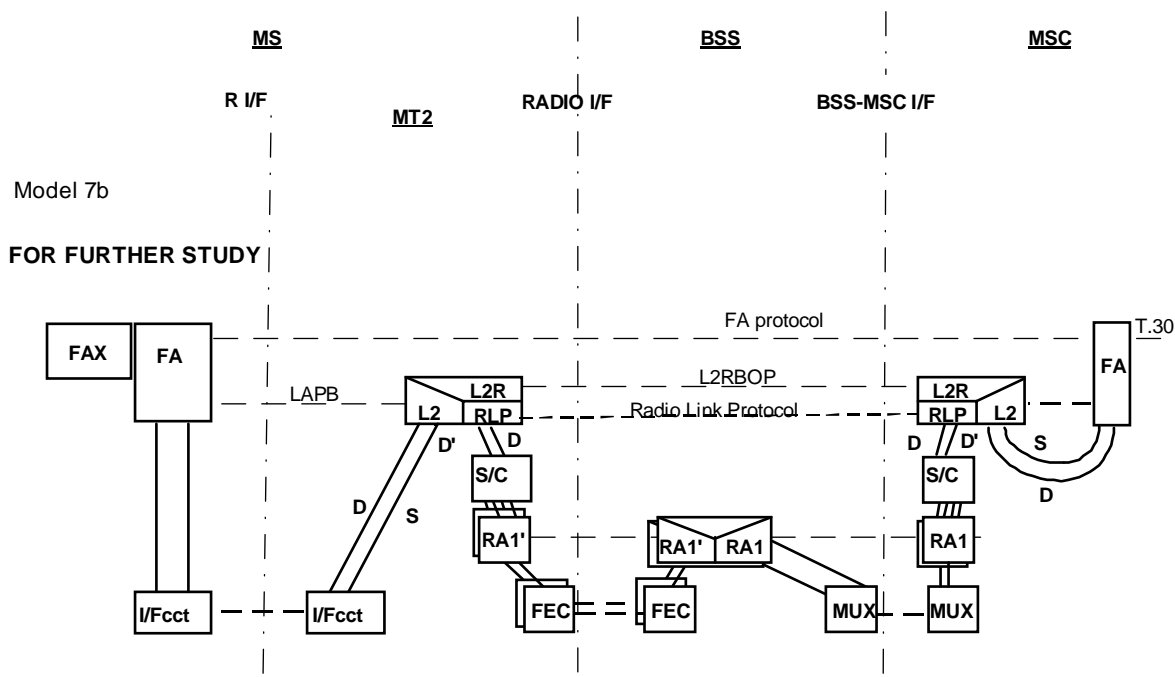 MS BSS MSC
R I/F RADIO I/F BSS-MSC I/F
MT2
Model 7b
FOR FURTHER STUDY
FA protocol T.30
FAX FA FA
LAPB L2R L2RBOP L2R
L2 RLP Radio Link Protocol RLP L2
D' D D D' S
S/C S/C
D S D
RA1' RA1' RA1 RA1
I/Fcct I/Fcct FEC FEC MUX MUX